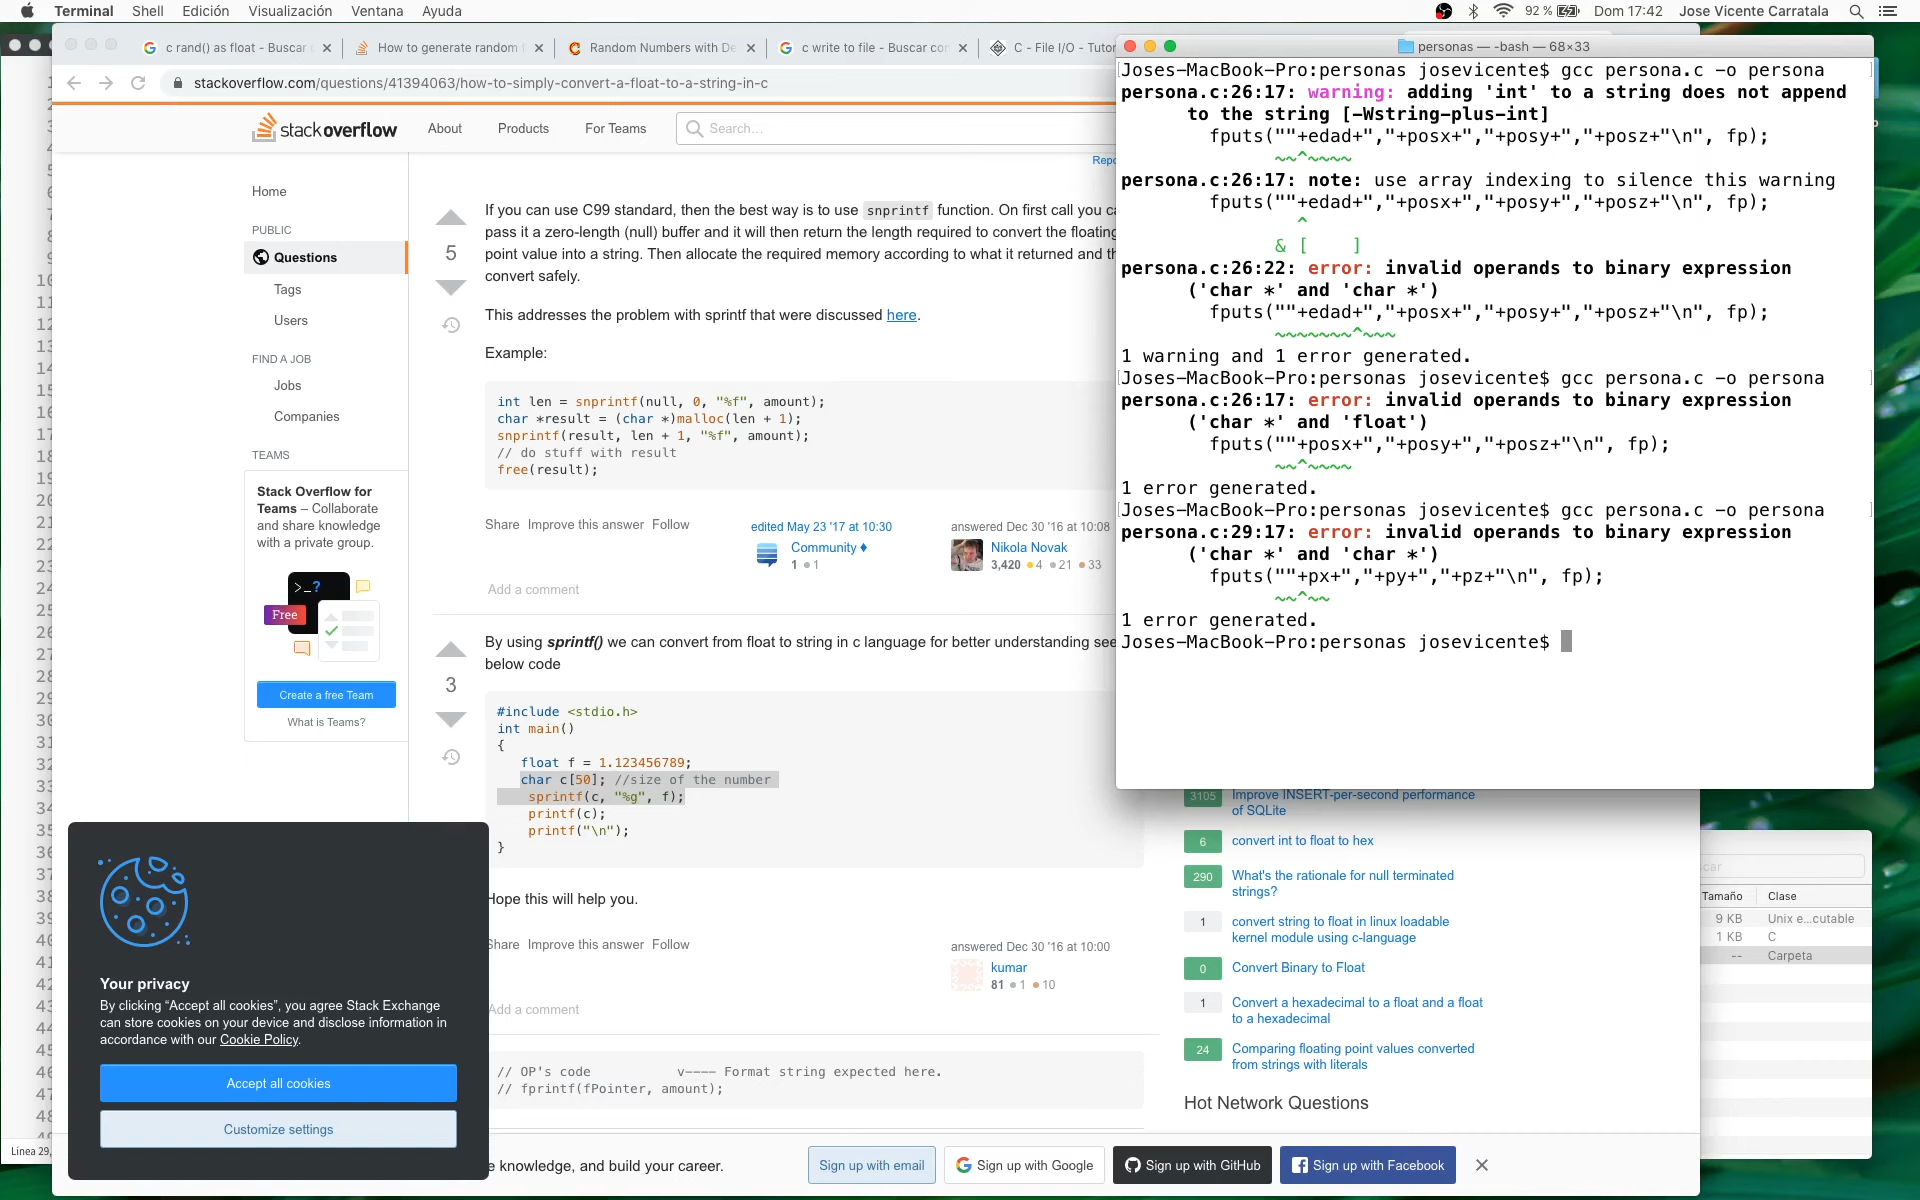 Terminal Shell Edición Visualización Ventana Ayuda
92 % Dom 17:42 Jose Vicente Carratala
c rand() as float - Buscar
How to generate random
Random Numbers with De
c write to file - Buscar con
C - File I/O - Tutor
stackoverflow.com/questions/41394063/how-to-simply-convert-a-float-to-a-string-in-c
stackoverflow
About
Products
For Teams
Search...
Home
PUBLIC
Questions
Tags
Users
FIND A JOB
Jobs
Companies
TEAMS
Stack Overflow for
Teams – Collaborate
and share knowledge
with a private group.
>_?
Free
Create a free Team
What is Teams?
If you can use C99 standard, then the best way is to use snprintf function. On first call you ca
pass it a zero-length (null) buffer and it will then return the length required to convert the floating
point value into a string. Then allocate the required memory according to what it returned and th
convert safely.
5
This addresses the problem with sprintf that were discussed here.
Example:
int len = snprintf(null, 0, "%f", amount);
char *result = (char *)malloc(len + 1);
snprintf(result, len + 1, "%f", amount);
// do stuff with result
free(result);
Share Improve this answer Follow
edited May 23 '17 at 10:30
Community ♦
1 1
answered Dec 30 '16 at 10:08
Nikola Novak
3,420 4 21 33
Add a comment
By using sprintf() we can convert from float to string in c language for better understanding see
below code
3
#include <stdio.h>
int main()
{
float f = 1.123456789;
char c[50]; //size of the number
sprintf(c, "%g", f);
printf(c);
printf("\n");
}
Hope this will help you.
Share Improve this answer Follow
answered Dec 30 '16 at 10:00
kumar
81 1 10
Add a comment
// OP's code v---- Format string expected here.
// fprintf(fPointer, amount);
personas — -bash — 68×33
Joses-MacBook-Pro:personas josevicente$ gcc persona.c -o persona
persona.c:26:17: warning: adding 'int' to a string does not append
to the string [-Wstring-plus-int]
fputs(""+edad+","+posx+","+posy+","+posz+"\n", fp);
~~^~~~~
persona.c:26:17: note: use array indexing to silence this warning
fputs(""+edad+","+posx+","+posy+","+posz+"\n", fp);
^
& [ ]
persona.c:26:22: error: invalid operands to binary expression
('char *' and 'char *')
fputs(""+edad+","+posx+","+posy+","+posz+"\n", fp);
~~~~~~~^~~~
1 warning and 1 error generated.
Joses-MacBook-Pro:personas josevicente$ gcc persona.c -o persona
persona.c:26:17: error: invalid operands to binary expression
('char *' and 'float')
fputs(""+posx+","+posy+","+posz+"\n", fp);
~~^~~~~
1 error generated.
Joses-MacBook-Pro:personas josevicente$ gcc persona.c -o persona
persona.c:29:17: error: invalid operands to binary expression
('char *' and 'char *')
fputs(""+px+","+py+","+pz+"\n", fp);
~~^~~
1 error generated.
Joses-MacBook-Pro:personas josevicente$
3105 Improve INSERT-per-second performance
of SQLite
6 convert int to float to hex
290 What's the rationale for null terminated
strings?
1 convert string to float in linux loadable
kernel module using c-language
0 Convert Binary to Float
1 Convert a hexadecimal to a float and a float
to a hexadecimal
24 Comparing floating point values converted
from strings with literals
Hot Network Questions
Tamaño Clase
9 KB Unix e...cutable
1 KB C
-- Carpeta
Your privacy
By clicking “Accept all cookies”, you agree Stack Exchange
can store cookies on your device and disclose information in
accordance with our Cookie Policy.
Accept all cookies
Customize settings
e knowledge, and build your career.
Sign up with email
Sign up with Google
Sign up with GitHub
Sign up with Facebook
Línea 29,